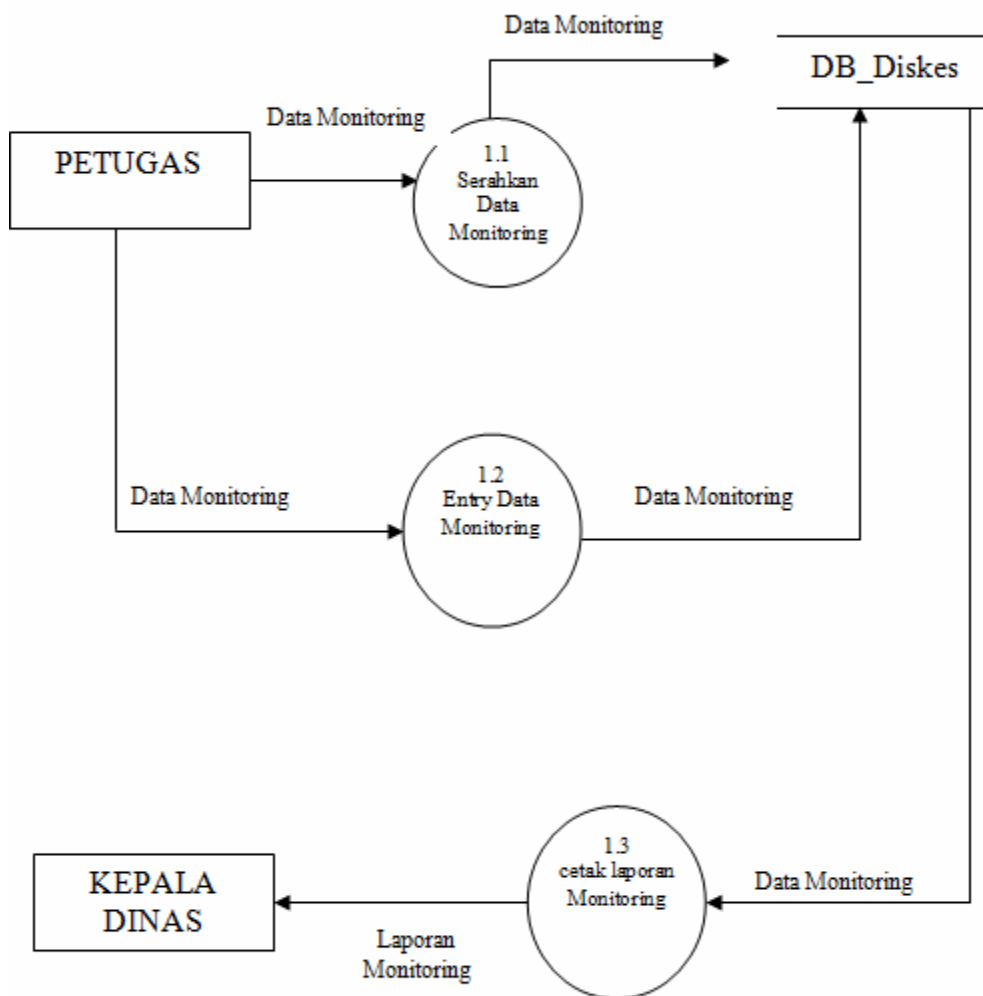 Data Monitoring
DB_Diskes
Data Monitoring
PETUGAS
1.1
Serahkan
Data
Monitoring
1.2
Entry Data
Monitoring
Data Monitoring
Data Monitoring
1.3
cetak laporan
Monitoring
Data Monitoring
KEPALA
DINAS
Laporan
Monitoring